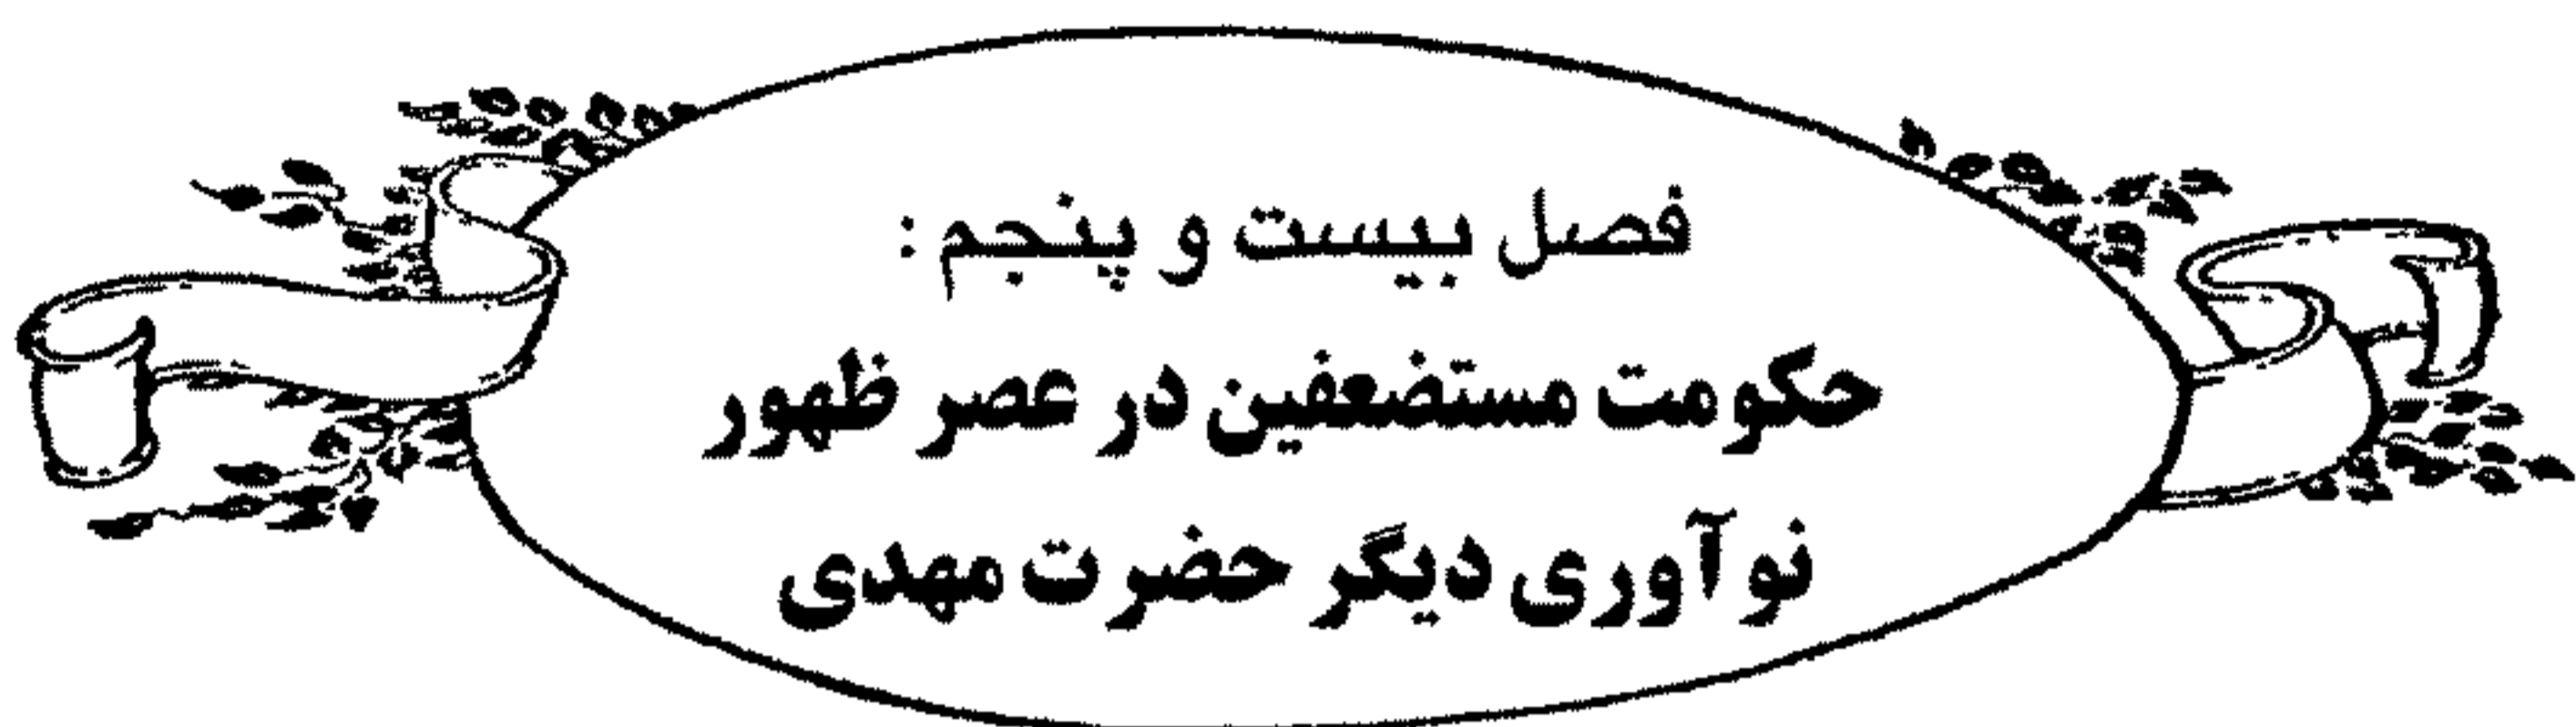 فصل بیست و پنجم:
حکومت مستضعفین در عصر ظهور
نوآوری دیگر حضرت مهدی